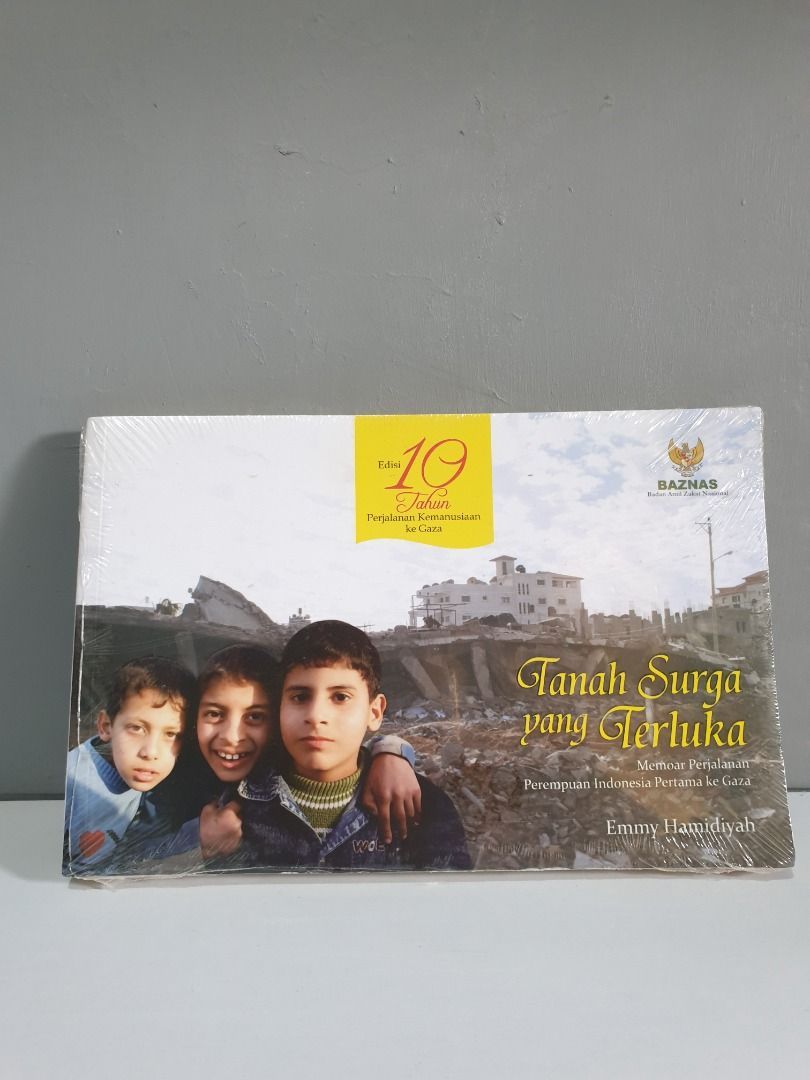 Edisi 10
Tahun
Perjalanan Kemanusiaan
ke Gaza
BAZNAS
Badan Amil Zakat Nasional
Tanah Surga
yang Terluka
Memoar Perjalanan
Perempuan Indonesia Pertama ke Gaza
Emmy Hamidiyah